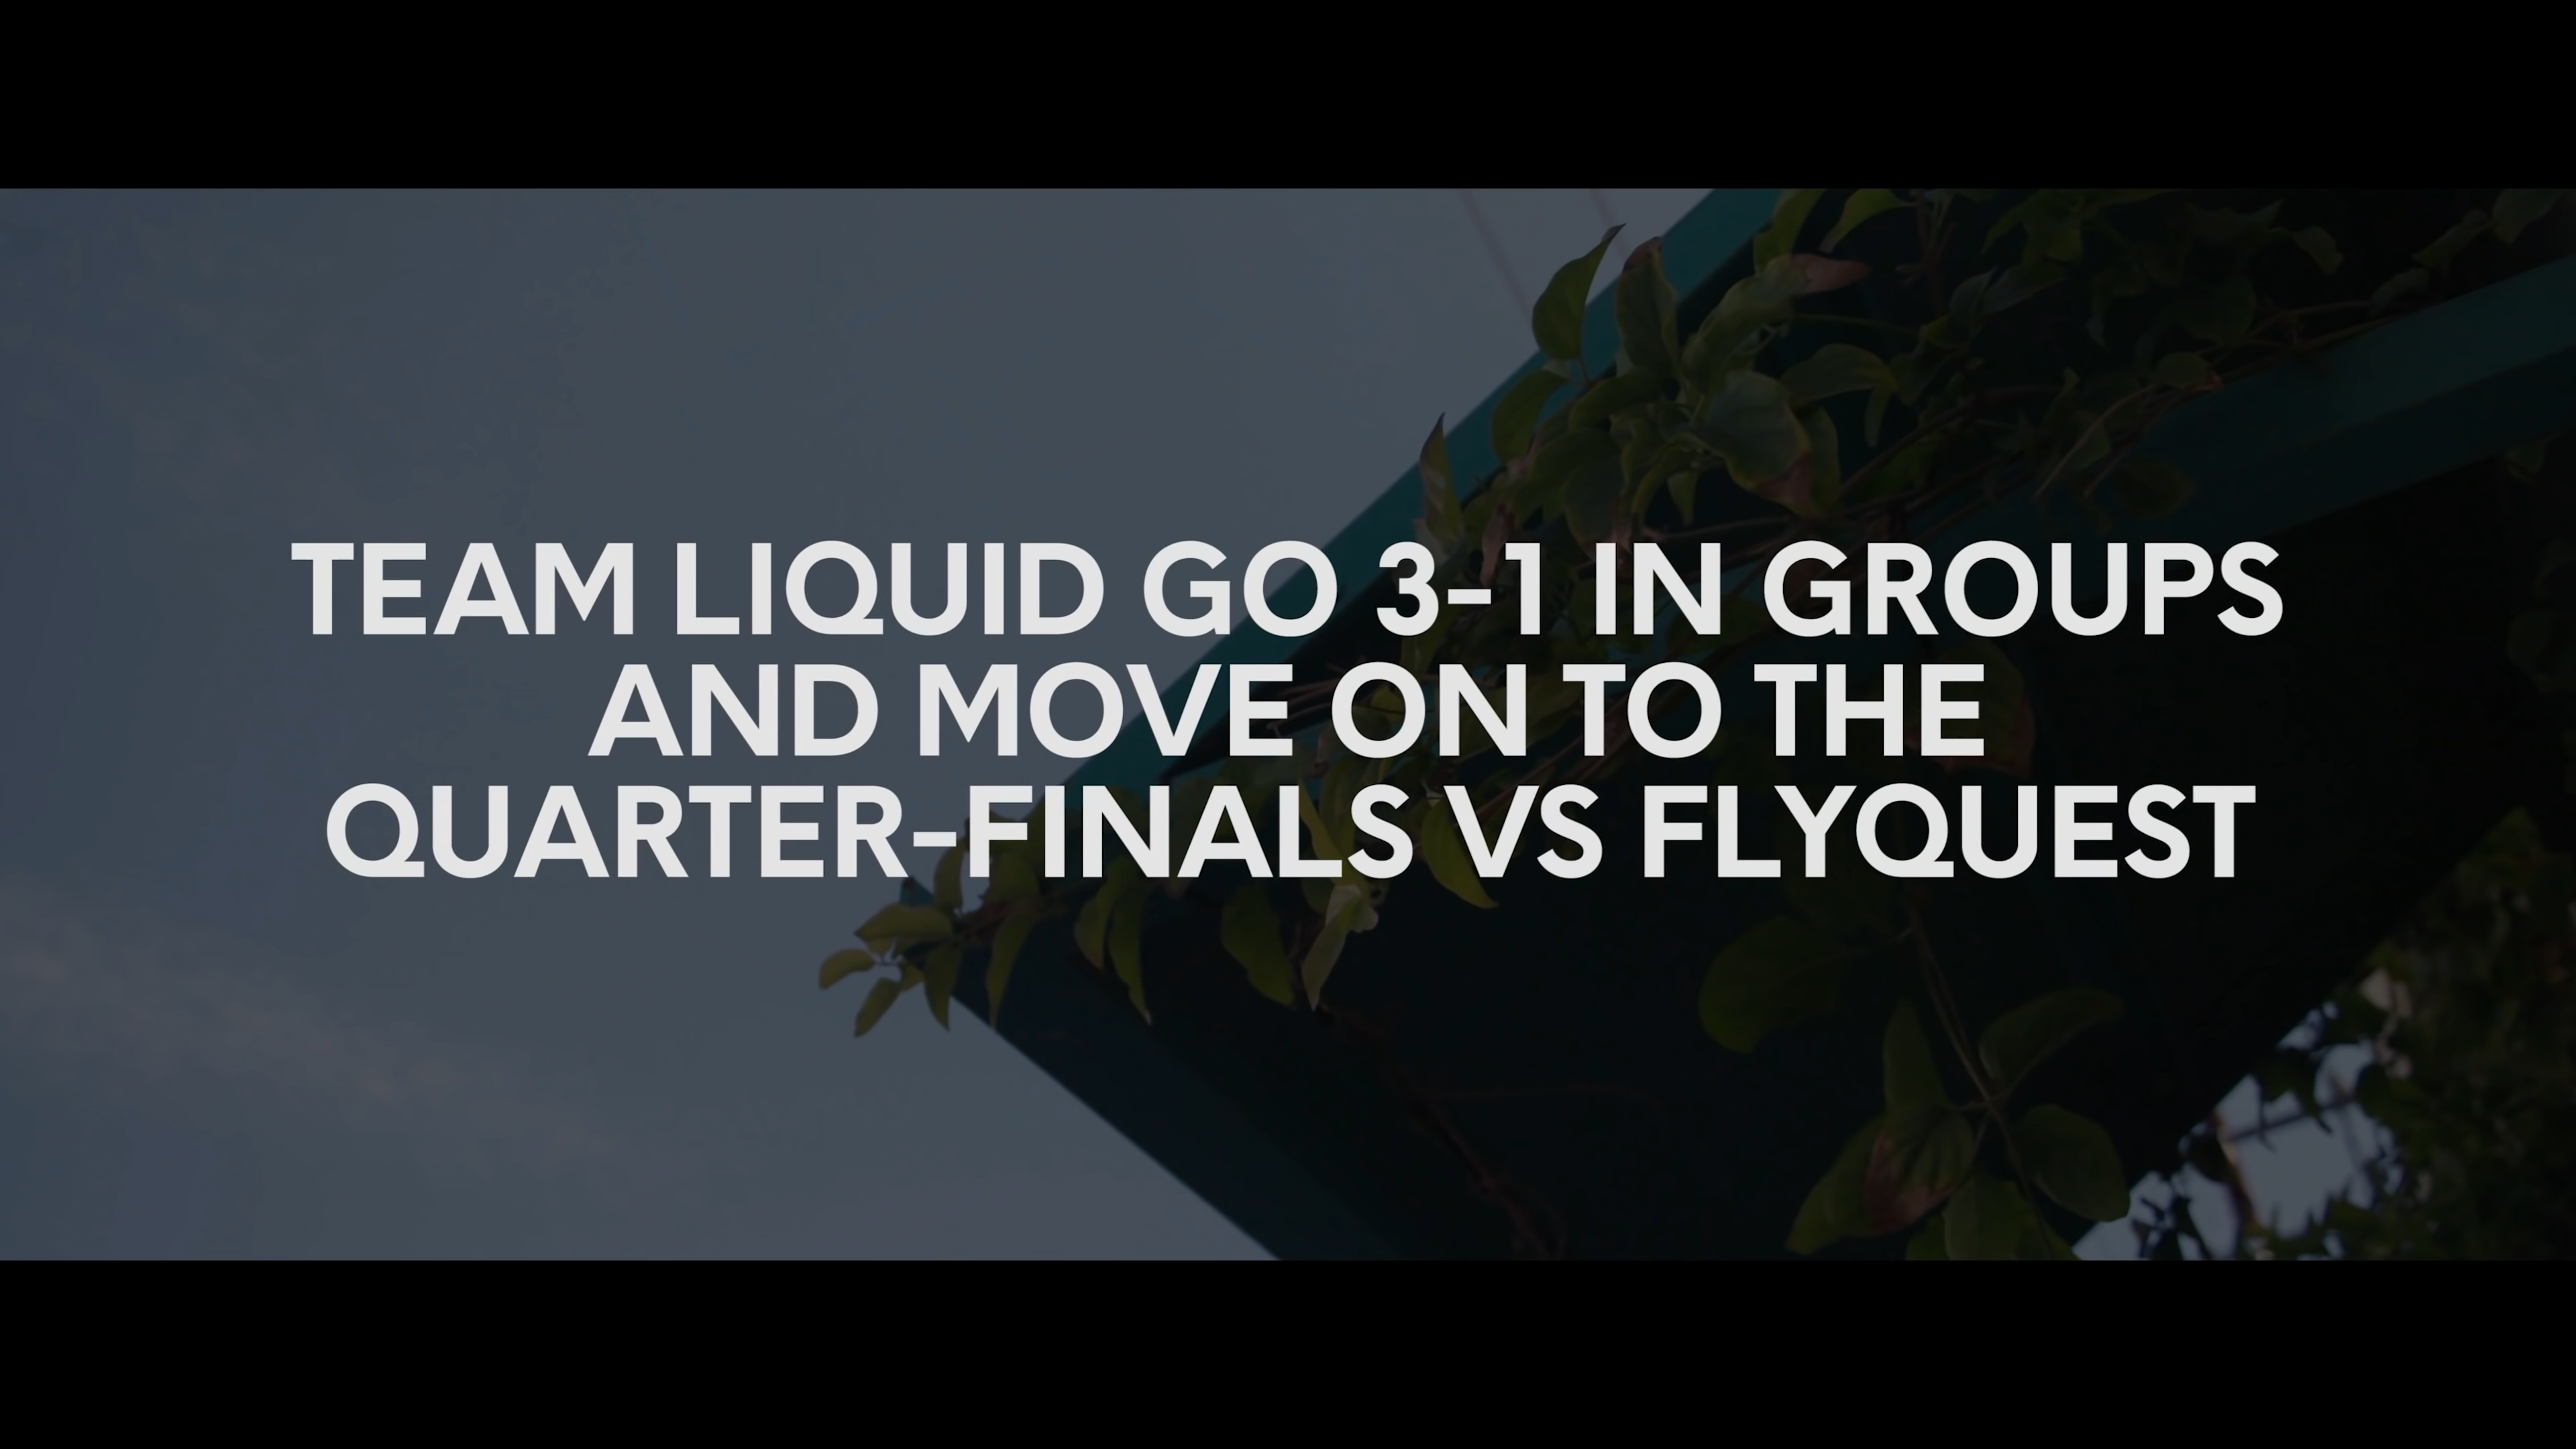 TEAM LIQUID GO 3-1 IN GROUPS
AND MOVE ON TO THE
QUARTER-FINALS VS FLYQUEST